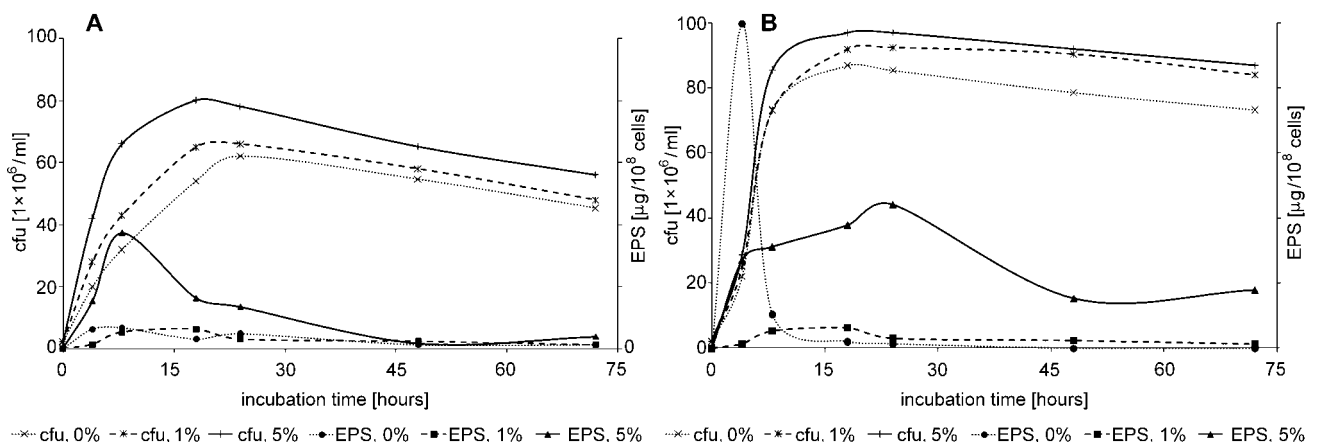 A
100
80
60
40
20
0
cfu [1×10⁶/ml]
0
EPS [µg/10⁸ cells]
0 15 30 45 60 75
incubation time [hours]
B
100
80
60
40
20
0
cfu [1×10⁶/ml]
0
EPS [µg/10⁸ cells]
0 15 30 45 60 75
incubation time [hours]
cfu, 0% cfu, 1% cfu, 5% EPS, 0% EPS, 1% EPS, 5%
cfu, 0% cfu, 1% cfu, 5% EPS, 0% EPS, 1% EPS, 5%